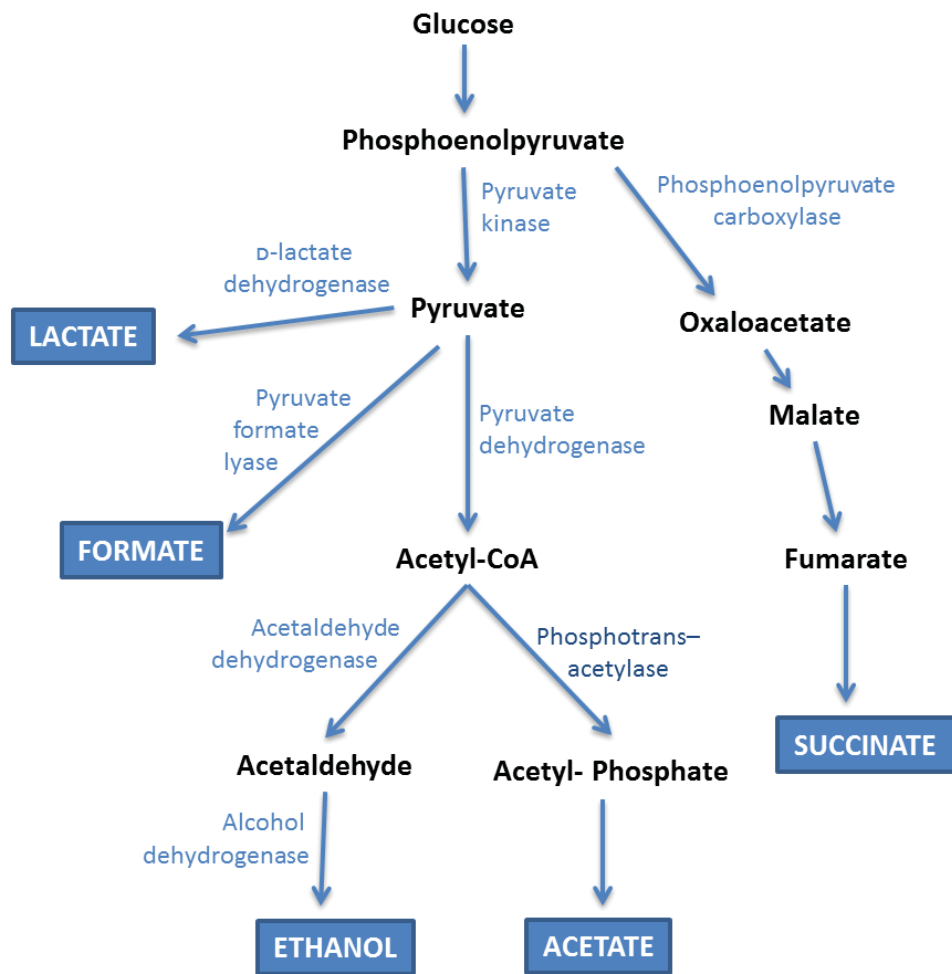 Glucose
Phosphoenolpyruvate
Pyruvate
kinase
Phosphoenolpyruvate
carboxylase
D-lactate
dehydrogenase
Pyruvate
Oxaloacetate
LACTATE
Pyruvate
formate
lyase
Pyruvate
dehydrogenase
Malate
FORMATE
Acetyl-CoA
Fumarate
Acetaldehyde
dehydrogenase
Phosphotrans–
acetylase
SUCCINATE
Acetaldehyde
Acetyl- Phosphate
Alcohol
dehydrogenase
ETHANOL
ACETATE